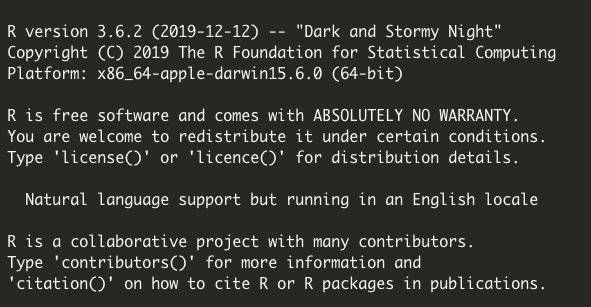 R version 3.6.2 (2019-12-12) -- "Dark and Stormy Night"
Copyright (C) 2019 The R Foundation for Statistical Computing
Platform: x86_64-apple-darwin15.6.0 (64-bit)
R is free software and comes with ABSOLUTELY NO WARRANTY.
You are welcome to redistribute it under certain conditions.
Type 'license()' or 'licence()' for distribution details.
Natural language support but running in an English locale
R is a collaborative project with many contributors.
Type 'contributors()' for more information and
'citation()' on how to cite R or R packages in publications.